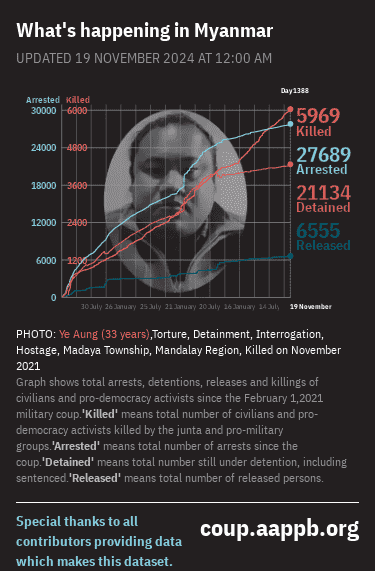 What's happening in Myanmar
UPDATED 19 NOVEMBER 2024 AT 12:00 AM
Day1388
Arrested Killed
30000 6000
24000 4800
18000 3600
12000 2400
6000 1200
0
5969
Killed
27689
Arrested
21134
Detained
6555
Released
30 July 26 January 25 July 21 January 20 July 16 January 14 July, 19 November
PHOTO: Ye Aung (33 years),Torture, Detainment, Interrogation,
Hostage, Madaya Township, Mandalay Region, Killed on November
2021
Graph shows total arrests, detentions, releases and killings of
civilians and pro-democracy activists since the February 1,2021
military coup.'Killed' means total number of civilians and pro-
democracy activists killed by the junta and pro-military
groups.'Arrested' means total number of arrests since the
coup.'Detained' means total number still under detention, including
sentenced.'Released' means total number of released persons.
Special thanks to all
contributors providing data
which makes this dataset.
coup.aappb.org